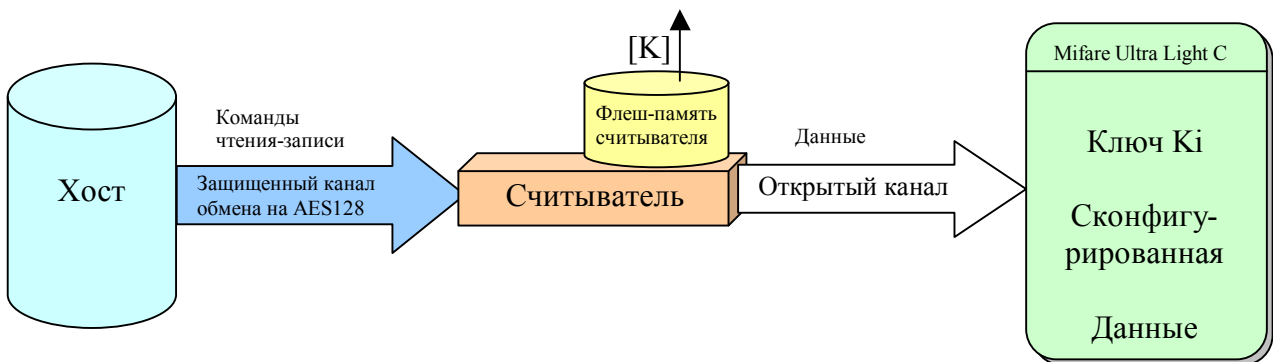 Хост
Команды
чтения-записи
Защищенный канал
обмена на AES128
[K]
Флеш-память
считывателя
Считыватель
Данные
Открытый канал
Mifare Ultra Light C
Ключ Ki
Сконфигу-
рированная
Данные